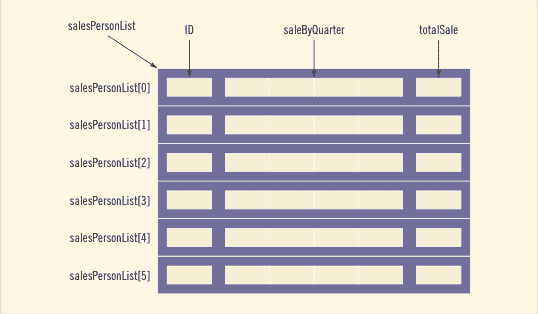 salesPersonList
ID
saleByQuarter
totalSale
salesPersonList[0]
salesPersonList[1]
salesPersonList[2]
salesPersonList[3]
salesPersonList[4]
salesPersonList[5]